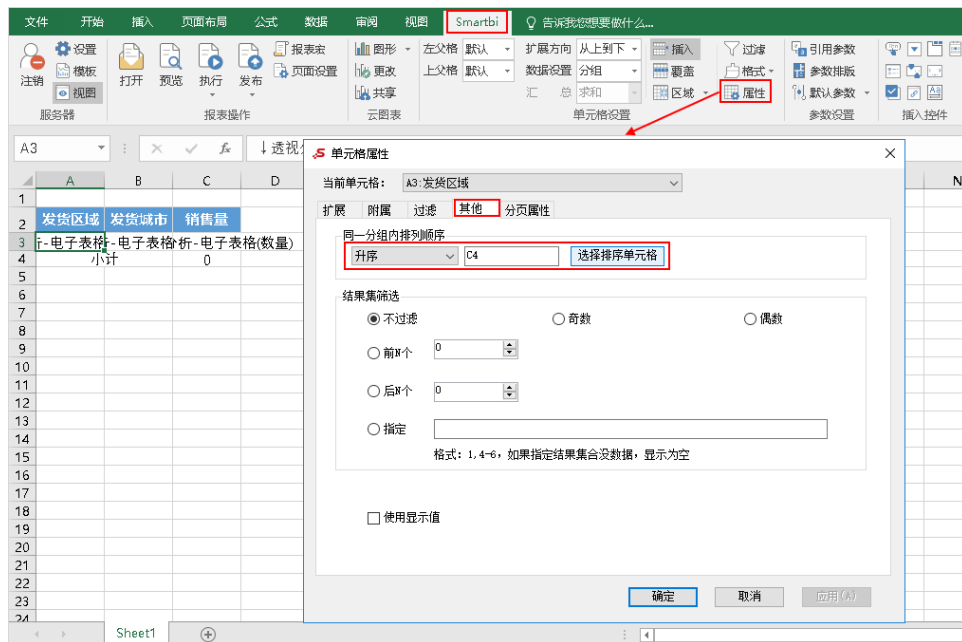 文件 开始 插入 页面布局 公式 数据 审阅 视图 Smartbi 告诉我您想要做什么...
注销 设置 模板 视图
服务器
打开 预览 执行 发布 报表宏 页面设置
报表操作
图形 更改 共享
云图表
左父格 默认 扩展方向 从上到下 插入 过滤
上父格 默认 数据设置 分组 覆盖 格式
汇 总 求和 区域 属性
单元格设置
引用参数 参数排版 默认参数
参数设置
插入控件
A3 fx ↓透视
A B C D N
1
2 发货区域 发货城市 销售量
3 -电子表格 -电子表格 析-电子表格(数量)
4 小计 0
5
6
7
8
9
10
11
12
13
14
15
16
17
18
19
20
21
22
23
24
单元格属性
当前单元格: A3:发货区域
扩展 附属 过滤 其他 分页属性
同一分组内排列顺序
升序 C4 选择排序单元格
结果集筛选
不过滤 奇数 偶数
前N个 0
后N个 0
指定
格式: 1,4-6, 如果指定结果集合没数据, 显示为空
使用显示值
确定 取消 应用(A)
Sheet1